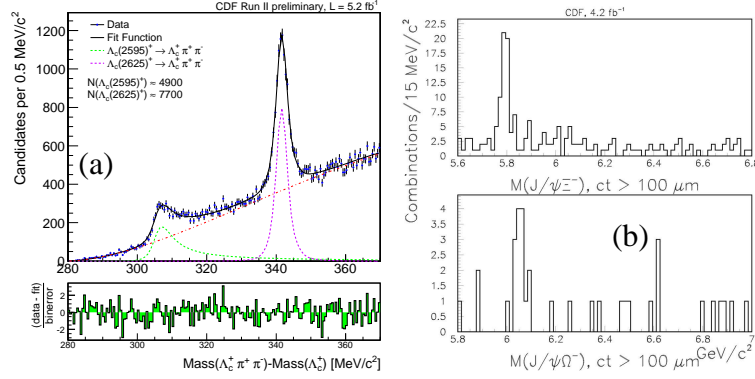 CDF Run II preliminary, L = 5.2 fb⁻¹
Candidates per 0.5 MeV/c²
1200
1000
800
600
400
200
0
Data
Fit Function
Λc(2595)⁺ → Λc⁺ π⁺ π⁻
Λc(2625)⁺ → Λc⁺ π⁺ π⁻
N(Λc(2595)⁺) ≈ 4900
N(Λc(2625)⁺) ≈ 7700
(a)
280 300 320 340 360
(data - fit)
binerror
2
0
-2
280 300 320 340 360
Mass(Λc⁺ π⁺ π⁻)-Mass(Λc⁺) [MeV/c²]
CDF, 4.2 fb⁻¹
Combinations/15 MeV/c²
22.5
20
17.5
15
12.5
10
7.5
5
2.5
0
5.6 5.8 6 6.2 6.4 6.6 6.8
M(J/ψΞ⁻), ct > 100 μm
4
3.5
3
2.5
2
1.5
1
0.5
0
(b)
5.8 6 6.2 6.4 6.6 6.8 7
GeV/c²
M(J/ψΩ⁻), ct > 100 μm